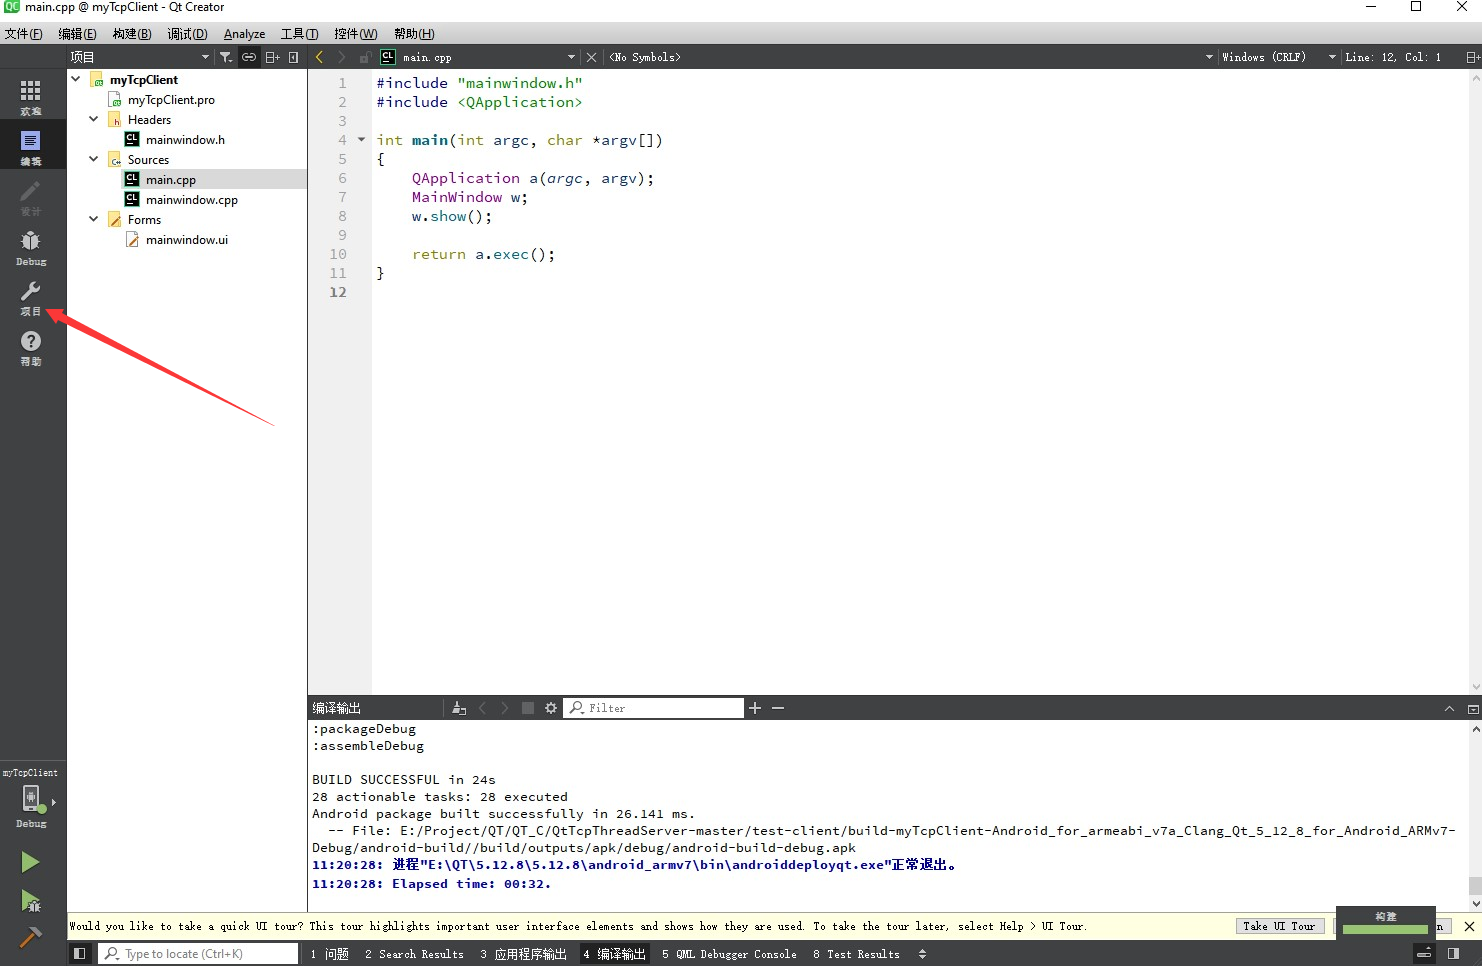 main.cpp @ myTcpClient - Qt Creator
文件(F) 编辑(E) 构建(B) 调试(D) Analyze 工具(T) 控件(W) 帮助(H)
项目 main.cpp <No Symbols> Windows (CRLF) Line: 12, Col: 1
欢迎
编辑
设计
Debug
项目
帮助
myTcpClient
myTcpClient.pro
Headers
mainwindow.h
Sources
main.cpp
mainwindow.cpp
Forms
mainwindow.ui
1 #include "mainwindow.h"
2 #include <QApplication>
3
4 int main(int argc, char *argv[])
5 {
6 QApplication a(argc, argv);
7 MainWindow w;
8 w.show();
9
10 return a.exec();
11 }
12
编译输出 Filter
:packageDebug
:assembleDebug
BUILD SUCCESSFUL in 24s
28 actionable tasks: 28 executed
Android package built successfully in 26.141 ms.
-- File: E:/Project/QT/QT_C/QtTcpThreadServer-master/test-client/build-myTcpClient-Android_for_armeabi_v7a_Clang_Qt_5_12_8_for_Android_ARMv7-
Debug/android-build//build/outputs/apk/debug/android-build-debug.apk
11:20:28: 进程"E:\QT\5.12.8\5.12.8\android_armv7\bin\androiddeployqt.exe"正常退出。
11:20:28: Elapsed time: 00:32.
myTcpClient
Debug
Would you like to take a quick UI tour? This tour highlights important user interface elements and shows how they are used. To take the tour later, select Help > UI Tour. Take UI Tour
构建
Type to locate (Ctrl+K) 1 问题 2 Search Results 3 应用程序输出 4 编译输出 5 QML Debugger Console 8 Test Results